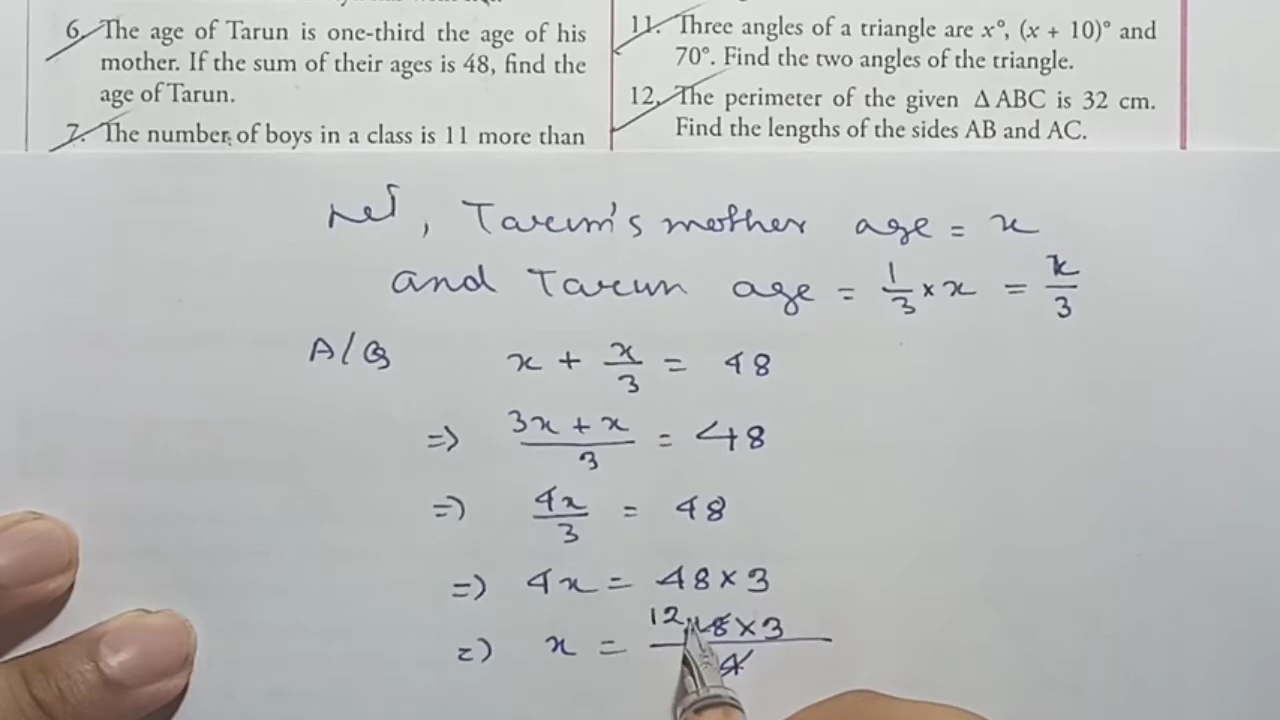 6. The age of Tarun is one-third the age of his
mother. If the sum of their ages is 48, find the
age of Tarun.
7. The number of boys in a class is 11 more than
11. Three angles of a triangle are x°, (x + 10)° and
70°. Find the two angles of the triangle.
12. The perimeter of the given Δ ABC is 32 cm.
Find the lengths of the sides AB and AC.
Let, Tarun's mother age = x
and Tarun age = 1/3 × x = x/3
A/Q x + x/3 = 48
=> (3x + x)/3 = 48
=> 4x/3 = 48
=> 4x = 48 × 3
=> x = 12 48 × 3/4